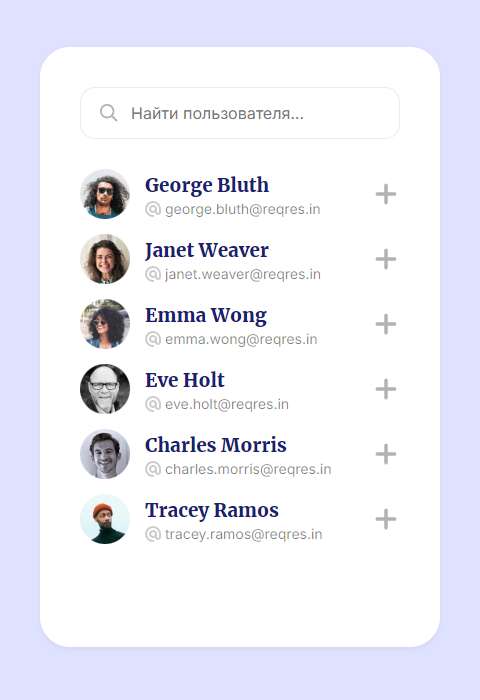 Найти пользователя...
George Bluth
george.bluth@reqres.in
Janet Weaver
janet.weaver@reqres.in
Emma Wong
emma.wong@reqres.in
Eve Holt
eve.holt@reqres.in
Charles Morris
charles.morris@reqres.in
Tracey Ramos
tracey.ramos@reqres.in